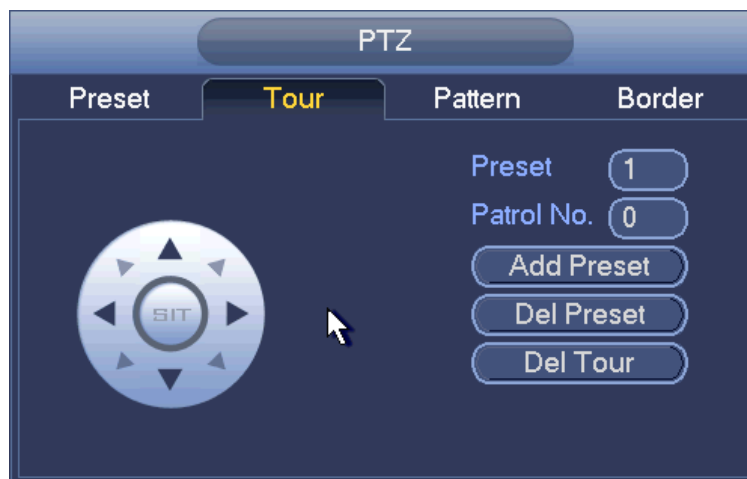 PTZ
Preset Tour Pattern Border
Preset 1
Patrol No. 0
Add Preset
SIT Del Preset
Del Tour